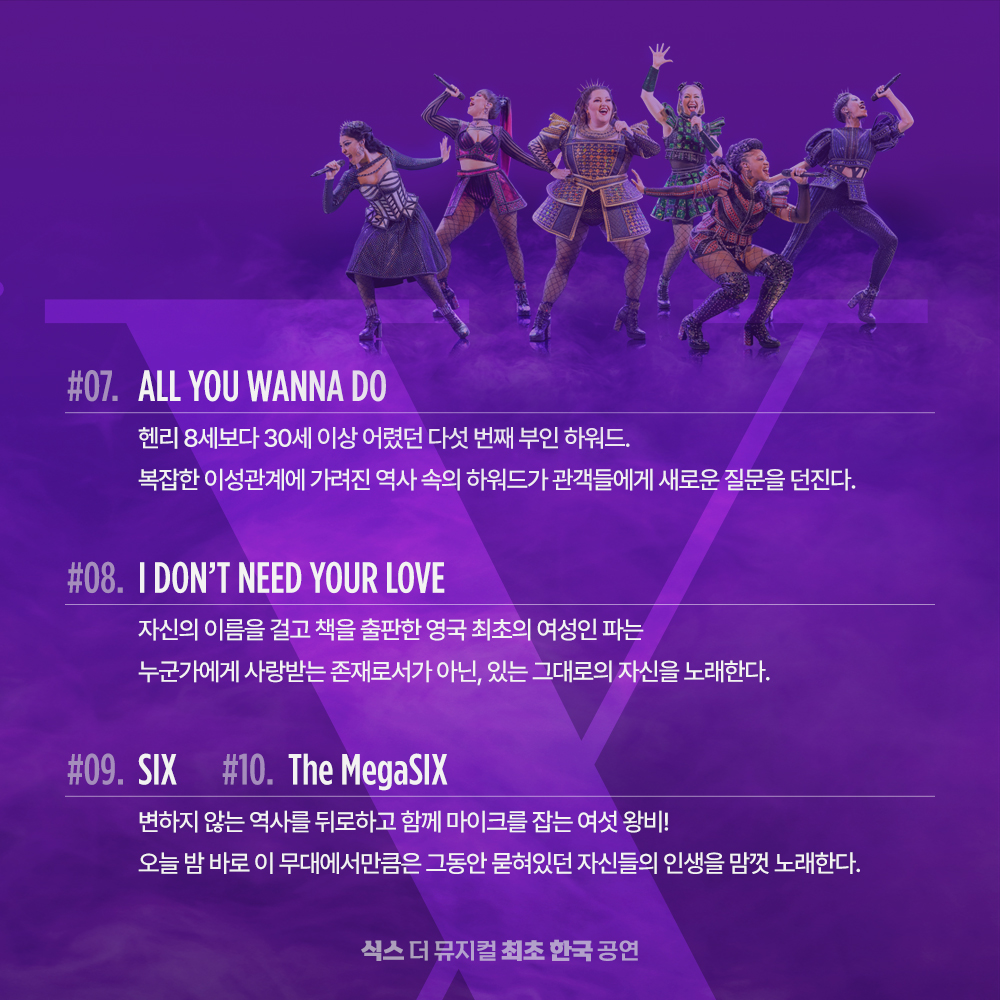 #07. ALL YOU WANNA DO
헨리 8세보다 30세 이상 어렸던 다섯 번째 부인 하워드.
복잡한 이성관계에 가려진 역사 속의 하워드가 관객들에게 새로운 질문을 던진다.
#08. I DON'T NEED YOUR LOVE
자신의 이름을 걸고 책을 출판한 영국 최초의 여성인 파는
누군가에게 사랑받는 존재로서가 아닌, 있는 그대로의 자신을 노래한다.
#09. SIX #10. The MegaSIX
변하지 않는 역사를 뒤로하고 함께 마이크를 잡는 여섯 왕비!
오늘 밤 바로 이 무대에서만큼은 그동안 묻혀있던 자신들의 인생을 맘껏 노래한다.
식스 더 뮤지컬 최초 한국 공연